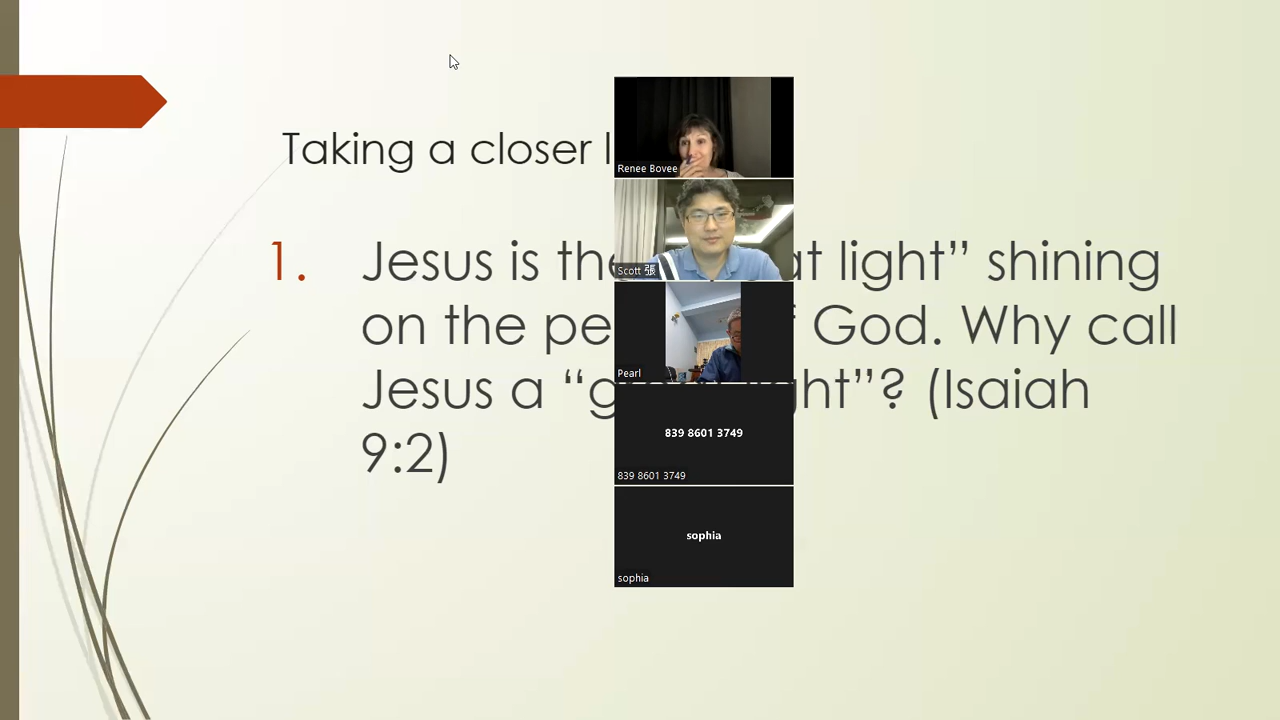 Taking a closer l
1. Jesus is the at light” shining
on the pe f God. Why call
Jesus a “g ght”? (Isaiah
9:2)
Renee Bovee
Scott 張
Pearl
839 8601 3749
839 8601 3749
sophia
sophia